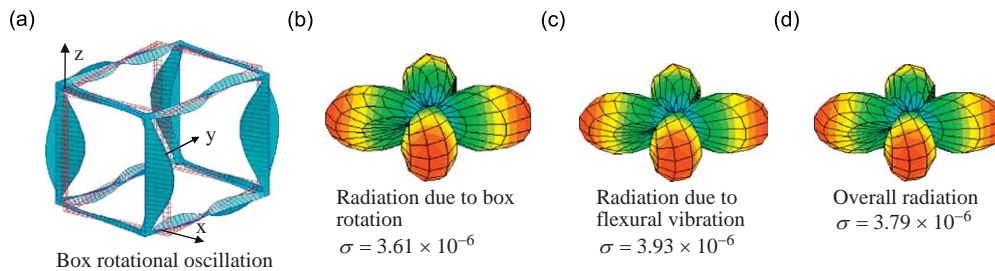 (a)
z
y
x
Box rotational oscillation
(b)
Radiation due to box
rotation
σ = 3.61 × 10⁻⁶
(c)
Radiation due to
flexural vibration
σ = 3.93 × 10⁻⁶
(d)
Overall radiation
σ = 3.79 × 10⁻⁶